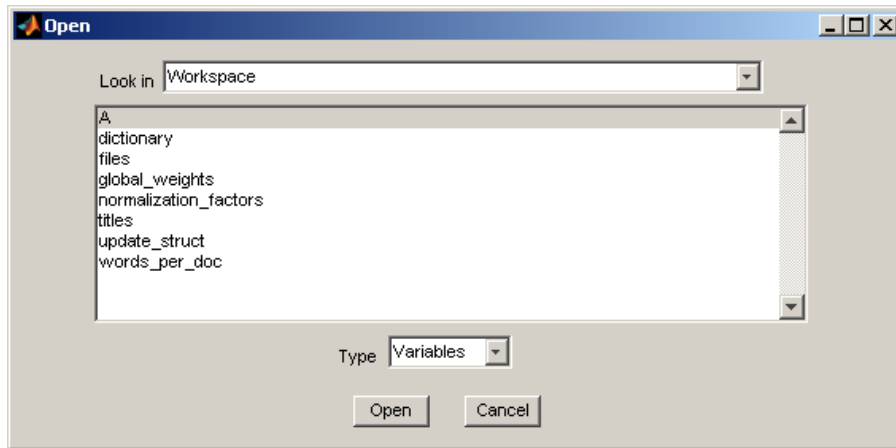 Open
Look in Workspace
A
dictionary
files
global_weights
normalization_factors
titles
update_struct
words_per_doc
Type Variables
Open Cancel